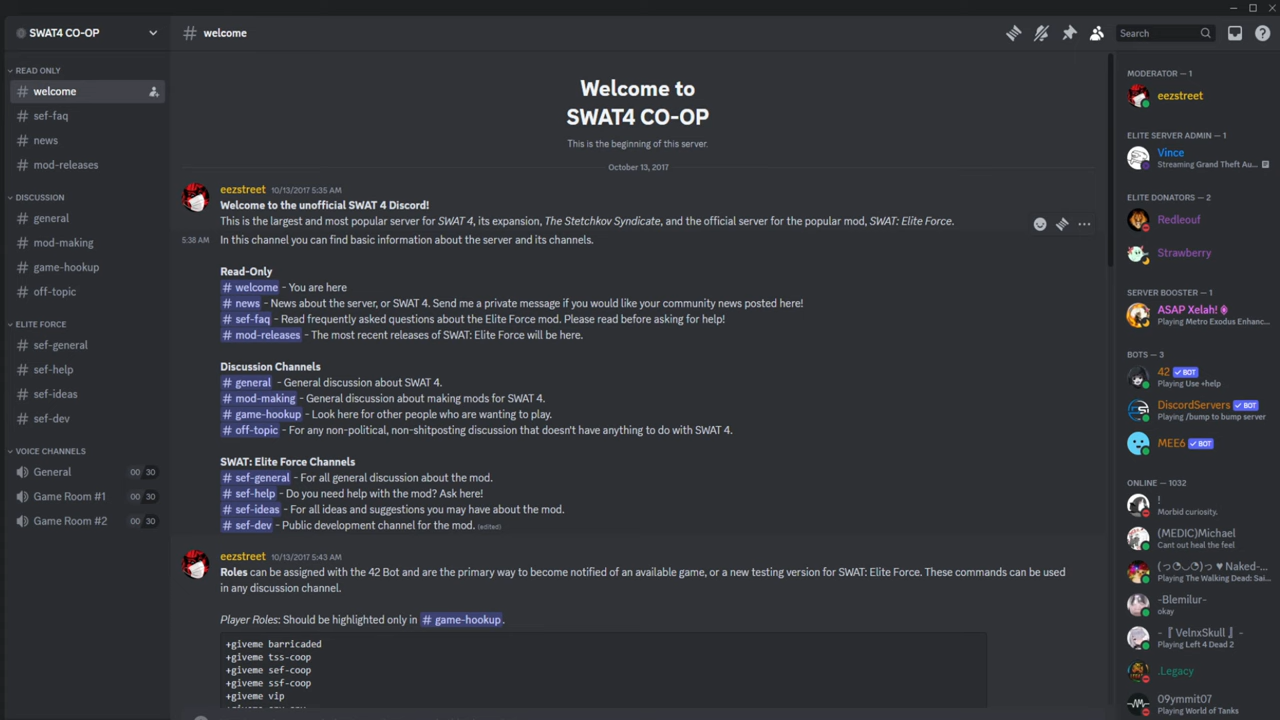 SWAT4 CO-OP
READ ONLY
welcome
sef-faq
news
mod-releases
DISCUSSION
general
mod-making
game-hookup
off-topic
ELITE FORCE
sef-general
sef-help
sef-ideas
sef-dev
VOICE CHANNELS
General 00 30
Game Room #1 00 30
Game Room #2 00 30
# welcome
Search
Welcome to
SWAT4 CO-OP
This is the beginning of this server.
October 13, 2017
eezstreet 10/13/2017 5:35 AM
Welcome to the unofficial SWAT 4 Discord!
This is the largest and most popular server for SWAT 4, its expansion, The Stetchkov Syndicate, and the official server for the popular mod, SWAT: Elite Force.
5:38 AM In this channel you can find basic information about the server and its channels.
Read-Only
# welcome - You are here
# news - News about the server, or SWAT 4. Send me a private message if you would like your community news posted here!
# sef-faq - Read frequently asked questions about the Elite Force mod. Please read before asking for help!
# mod-releases - The most recent releases of SWAT: Elite Force will be here.
Discussion Channels
# general - General discussion about SWAT 4.
# mod-making - General discussion about making mods for SWAT 4.
# game-hookup - Look here for other people who are wanting to play.
# off-topic - For any non-political, non-shitposting discussion that doesn't have anything to do with SWAT 4.
SWAT: Elite Force Channels
# sef-general - For all general discussion about the mod.
# sef-help - Do you need help with the mod? Ask here!
# sef-ideas - For all ideas and suggestions you may have about the mod.
# sef-dev - Public development channel for the mod. (edited)
eezstreet 10/13/2017 5:43 AM
Roles can be assigned with the 42 Bot and are the primary way to become notified of an available game, or a new testing version for SWAT: Elite Force. These commands can be used
in any discussion channel.
Player Roles: Should be highlighted only in # game-hookup.
+giveme barricaded
+giveme tss-coop
+giveme sef-coop
+giveme ssf-coop
+giveme vip
MODERATOR — 1
eezstreet
ELITE SERVER ADMIN — 1
Vince
Streaming Grand Theft Au...
ELITE DONATORS — 2
Redleouf
Strawberry
SERVER BOOSTER — 1
ASAP Xelah!
Playing Metro Exodus Enhanc...
BOTS — 3
42 BOT
Playing Use +help
DiscordServers BOT
Playing /bump to bump server
MEE6 BOT
ONLINE — 1032
!
Morbid curiosity.
(MEDIC)Michael
Cant out heal the feel
(っ◔◡◔)っ ♥ Naked-...
Playing The Walking Dead: Sai...
-Blemilur-
okay
-『 VelnxSkull 』-
Playing Left 4 Dead 2
.Legacy
09ymmit07
Playing World of Tanks